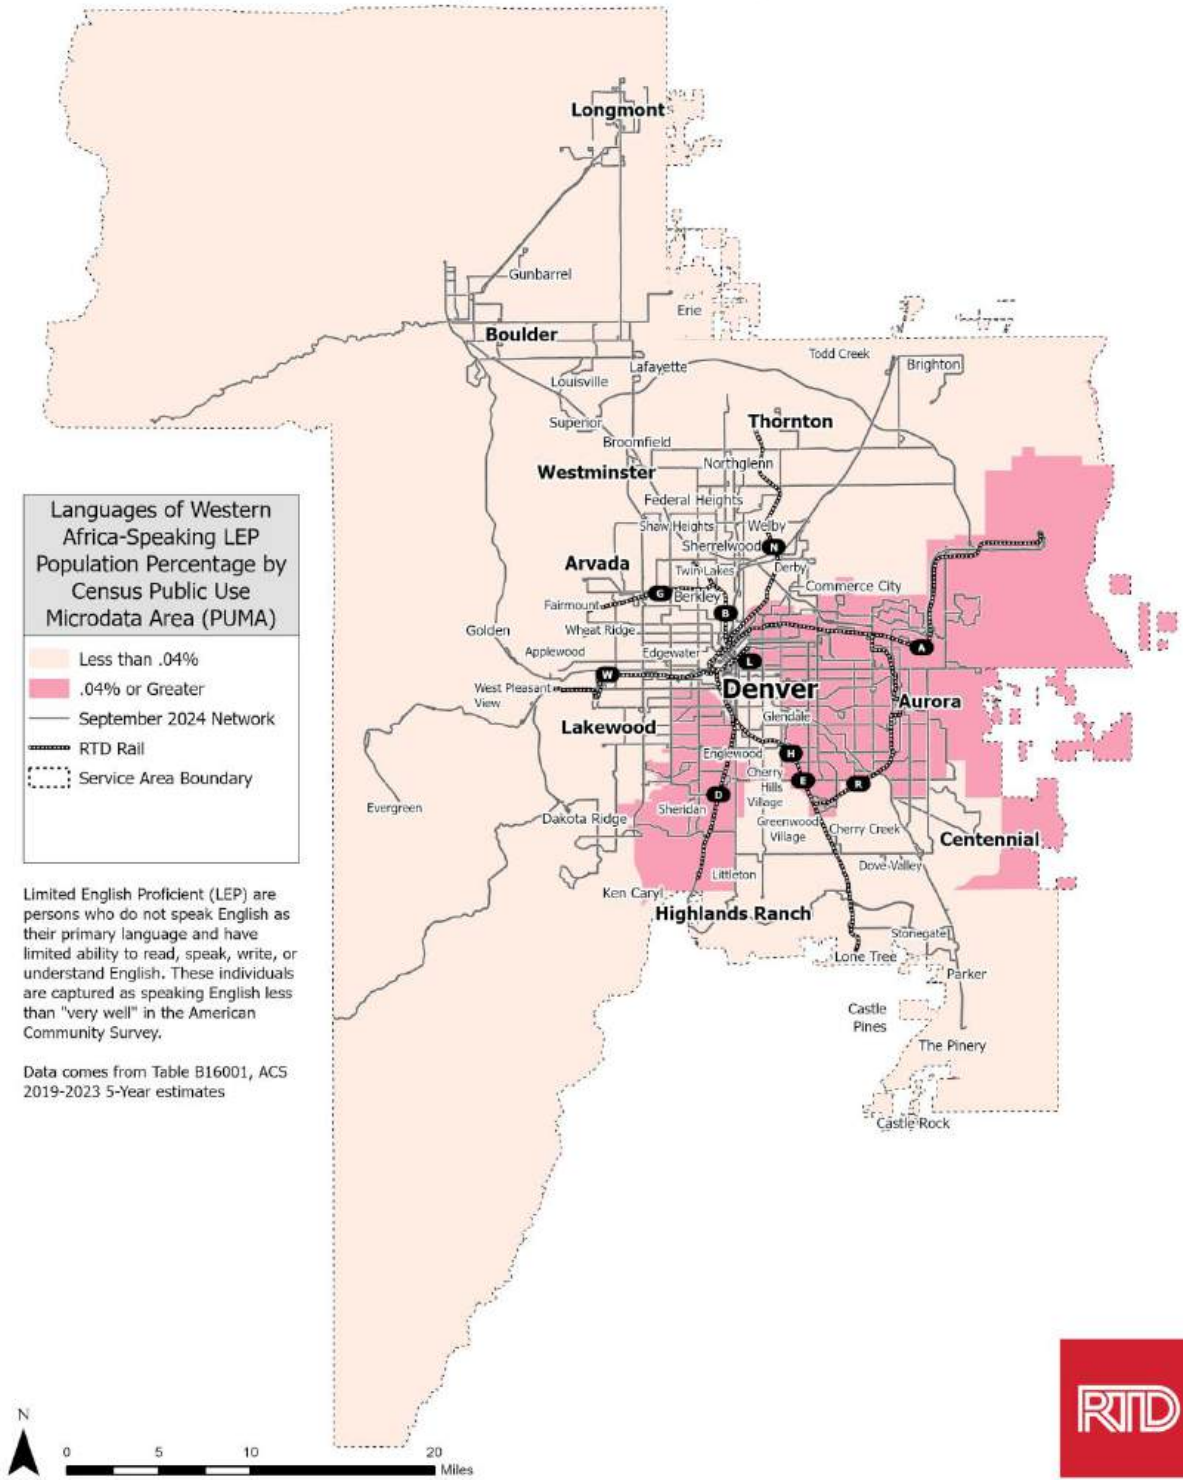 Longmont
Gunbarrel
Erie
Boulder
Todd Creek
Brighton
Lafayette
Louisville
Superior
Thornton
Broomfield
Northglenn
Westminster
Federal Heights
Shaw Heights
Welby
Sherrelwood
N
Arvada
Twin Lakes
Derby
Commerce City
G
Berkley
Fairmount
B
Golden
Wheat Ridge
Applewood
Edgewater
A
L
W
West Pleasant
View
Denver
Aurora
Lakewood
Glendale
Englewood
H
Cherry
Hills
Village
E
R
D
Sheridan
Evergreen
Dakota Ridge
Greenwood
Village
Cherry Creek
Centennial
Dove Valley
Littleton
Ken Caryl
Highlands Ranch
Stonegate
Lone Tree
Parker
Castle
Pines
The Pinery
Castle Rock
Languages of Western
Africa-Speaking LEP
Population Percentage by
Census Public Use
Microdata Area (PUMA)
Less than .04%
.04% or Greater
September 2024 Network
RTD Rail
Service Area Boundary
Limited English Proficient (LEP) are
persons who do not speak English as
their primary language and have
limited ability to read, speak, write, or
understand English. These individuals
are captured as speaking English less
than "very well" in the American
Community Survey.
Data comes from Table B16001, ACS
2019-2023 5-Year estimates
N
0 5 10 20
Miles
RTD